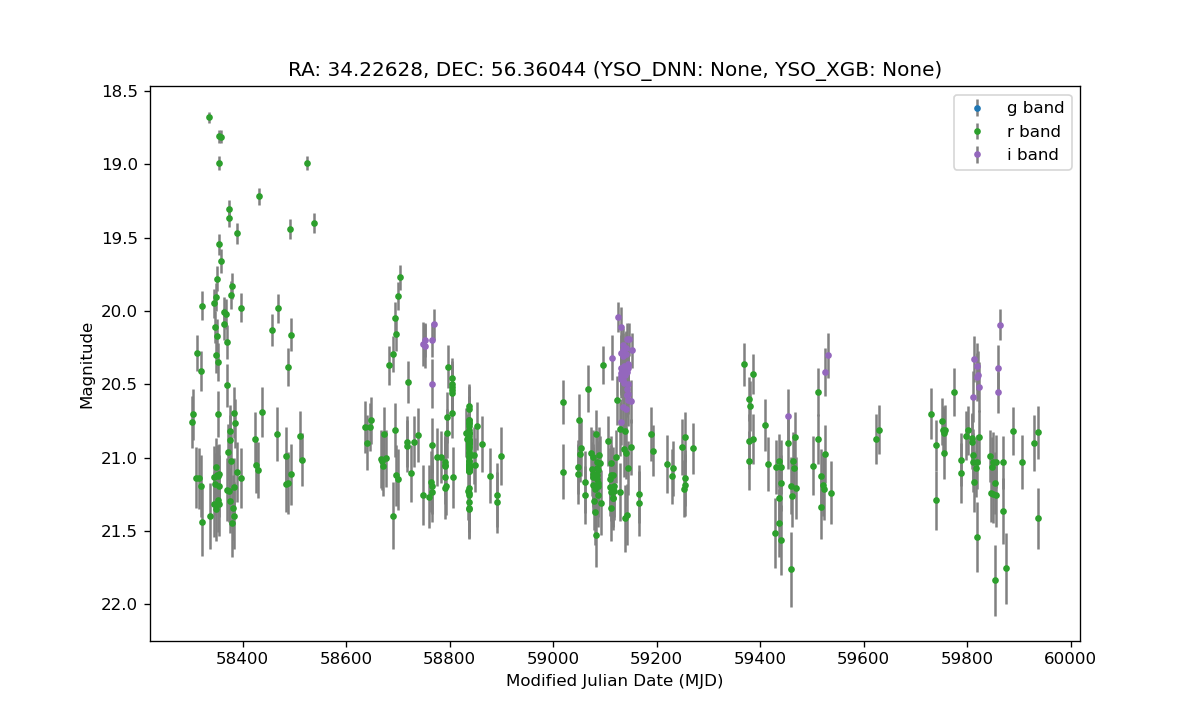 RA: 34.22628, DEC: 56.36044 (YSO_DNN: None, YSO_XGB: None)
18.5
19.0
19.5
20.0
20.5
21.0
21.5
22.0
Magnitude
g band
r band
i band
58400 58600 58800 59000 59200 59400 59600 59800 60000
Modified Julian Date (MJD)